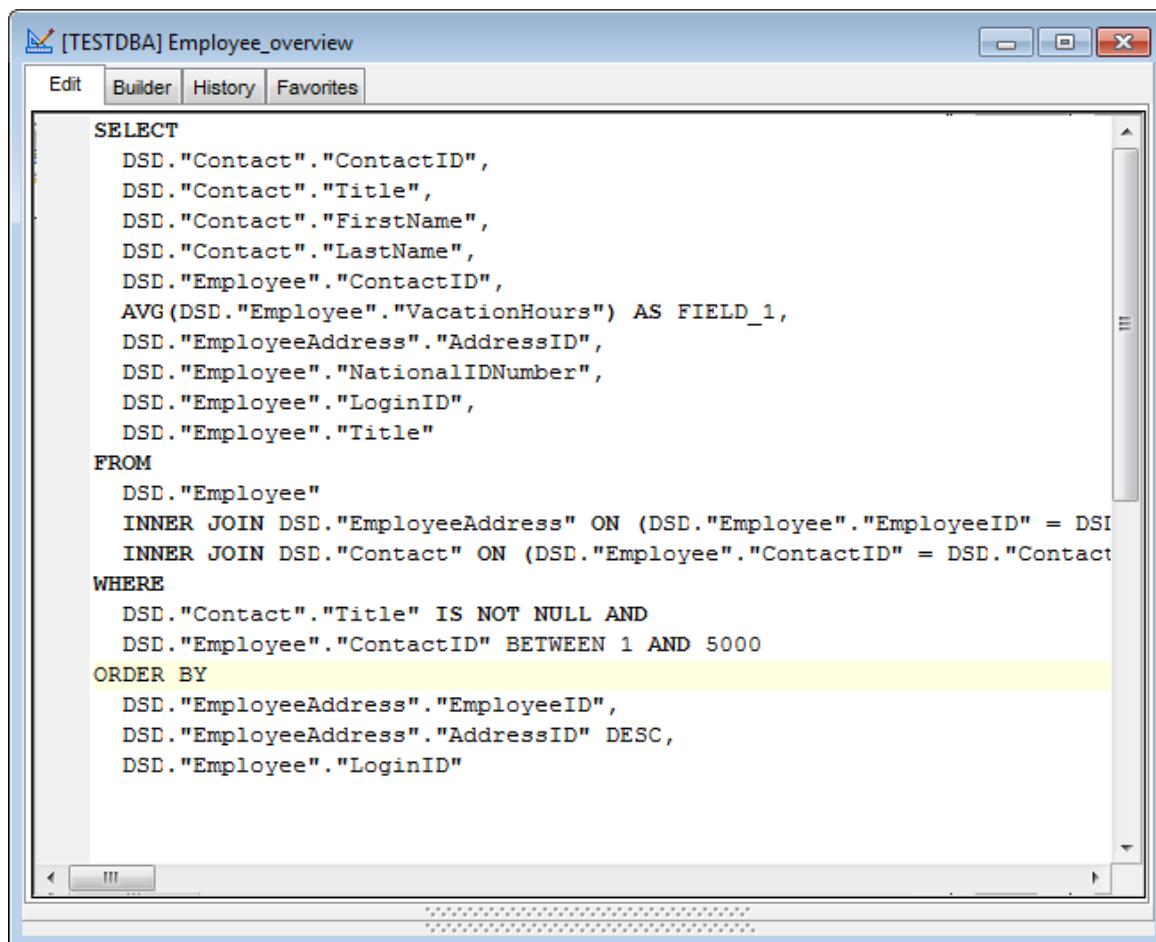 [TESTDBA] Employee_overview
Edit Builder History Favorites
SELECT
DSD."Contact"."ContactID",
DSD."Contact"."Title",
DSD."Contact"."FirstName",
DSD."Contact"."LastName",
DSD."Employee"."ContactID",
AVG(DSD."Employee"."VacationHours") AS FIELD_1,
DSD."EmployeeAddress"."AddressID",
DSD."Employee"."NationalIDNumber",
DSD."Employee"."LoginID",
DSD."Employee"."Title"
FROM
DSD."Employee"
INNER JOIN DSD."EmployeeAddress" ON (DSD."Employee"."EmployeeID" = DSD
INNER JOIN DSD."Contact" ON (DSD."Employee"."ContactID" = DSD."Contact
WHERE
DSD."Contact"."Title" IS NOT NULL AND
DSD."Employee"."ContactID" BETWEEN 1 AND 5000
ORDER BY
DSD."EmployeeAddress"."EmployeeID",
DSD."EmployeeAddress"."AddressID" DESC,
DSD."Employee"."LoginID"